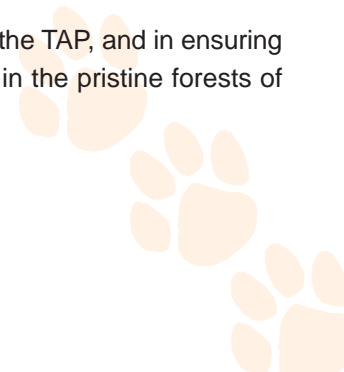 the TAP, and in ensuring
in the pristine forests of